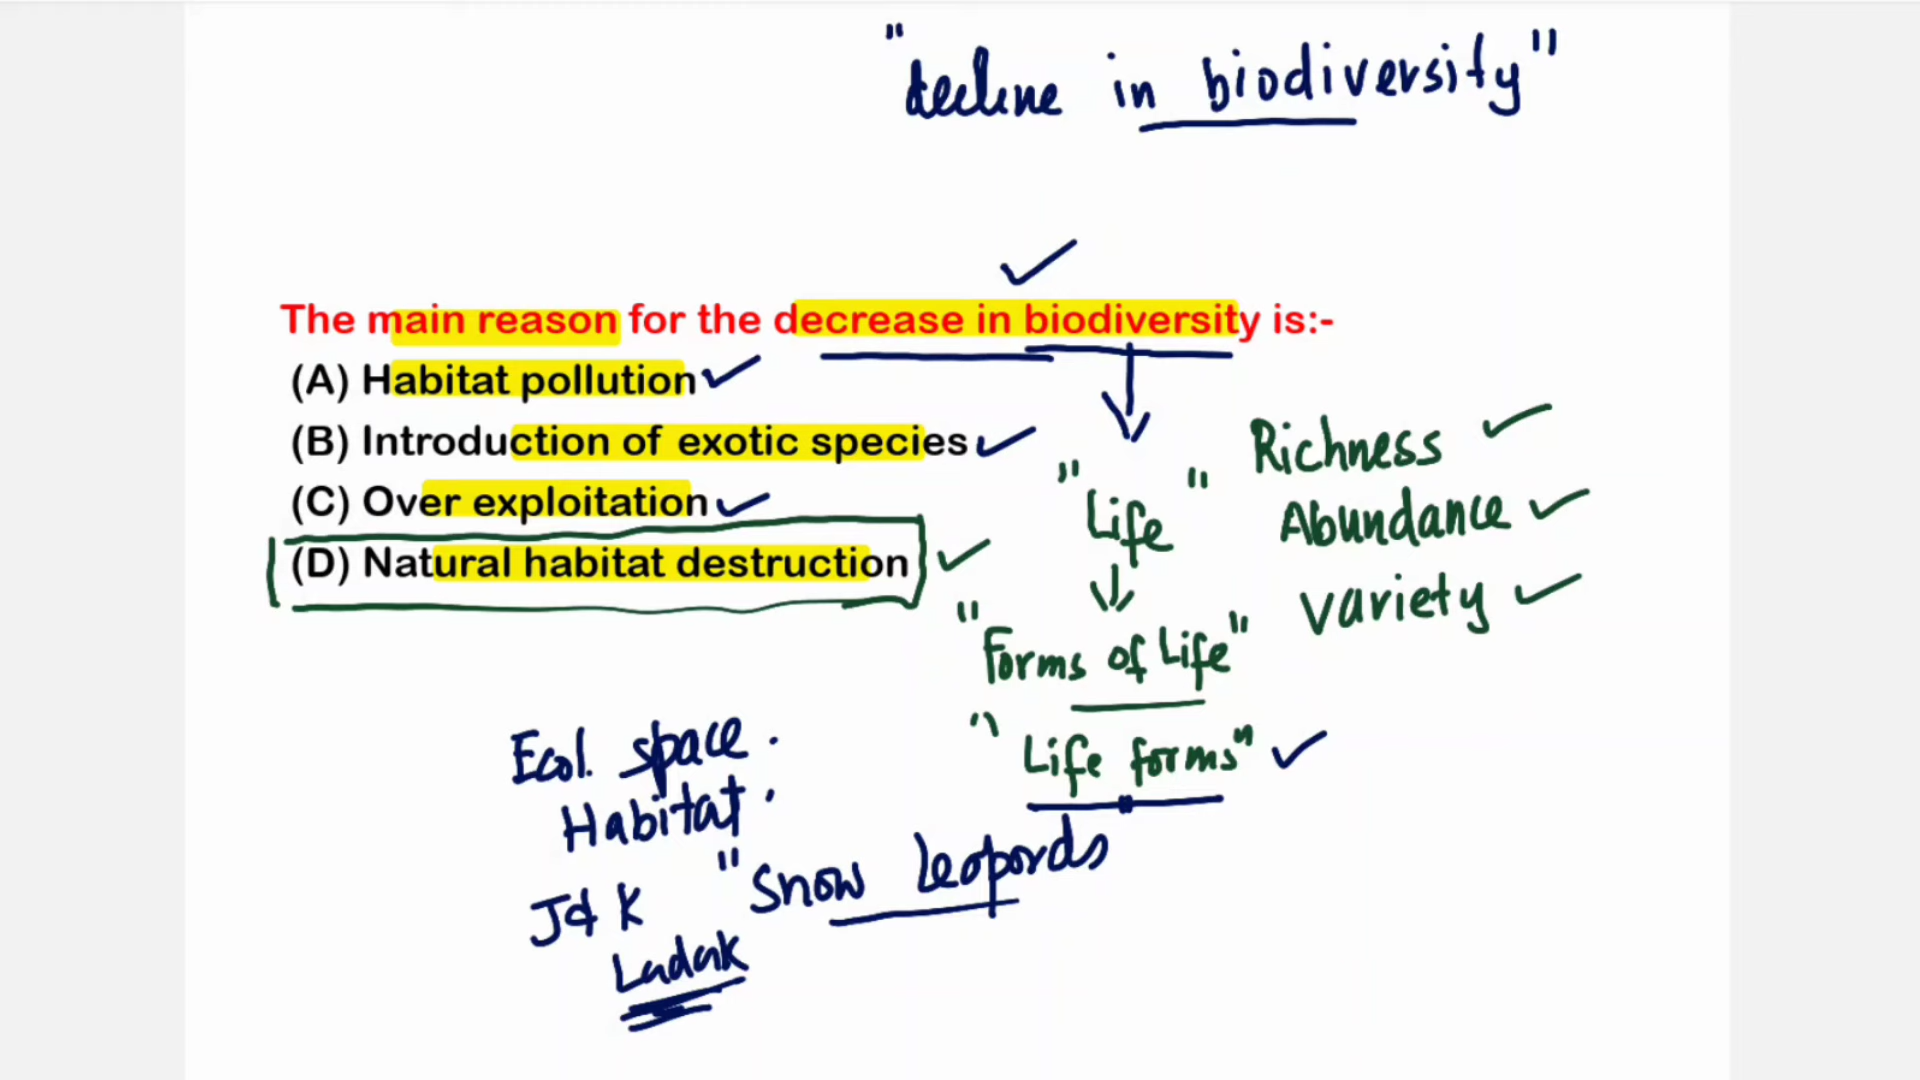 "decline in biodiversity"
The main reason for the decrease in biodiversity is:-
(A) Habitat pollution
(B) Introduction of exotic species
(C) Over exploitation
(D) Natural habitat destruction
"Life"
Richness
Abundance
Variety
"Forms of Life"
"Life forms"
Ecol. space.
Habitat.
"Snow leopords"
J&K
Ladak